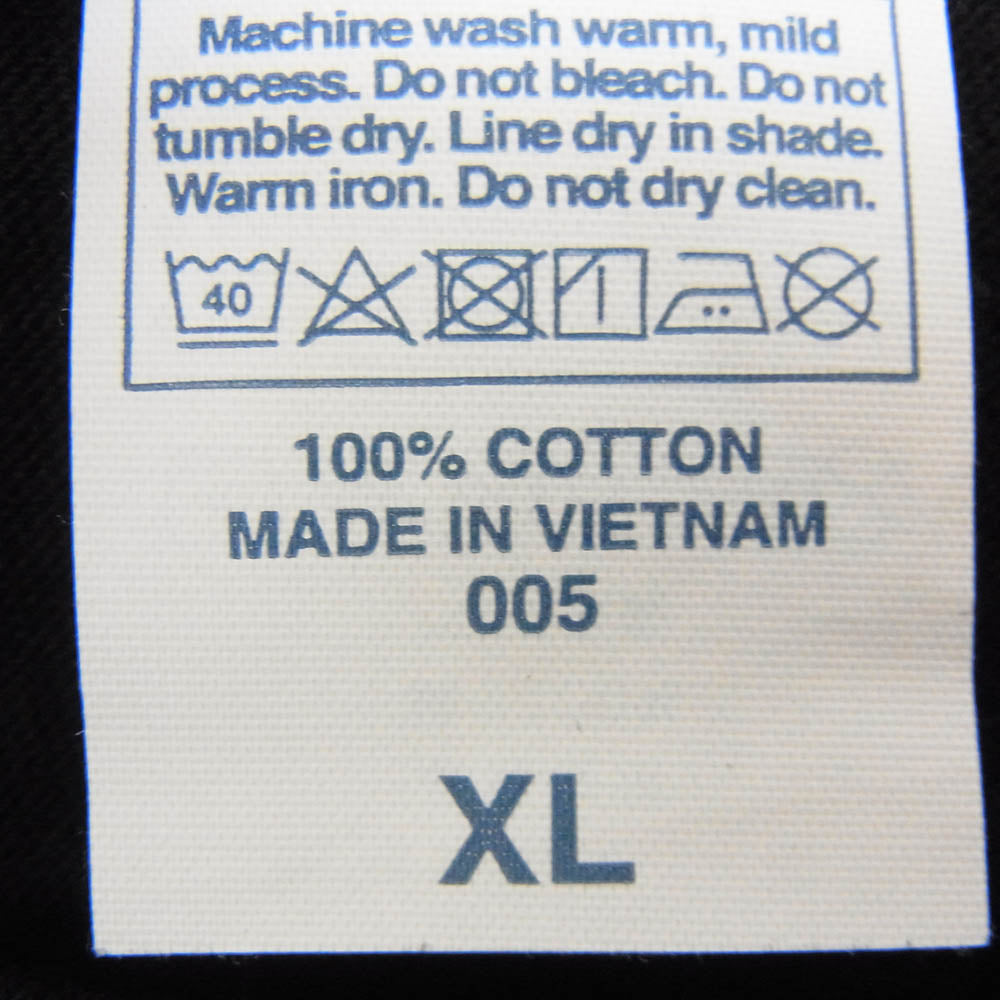 Machine wash warm, mild
process. Do not bleach. Do not
tumble dry. Line dry in shade.
Warm iron. Do not dry clean.
40
100% COTTON
MADE IN VIETNAM
005
XL